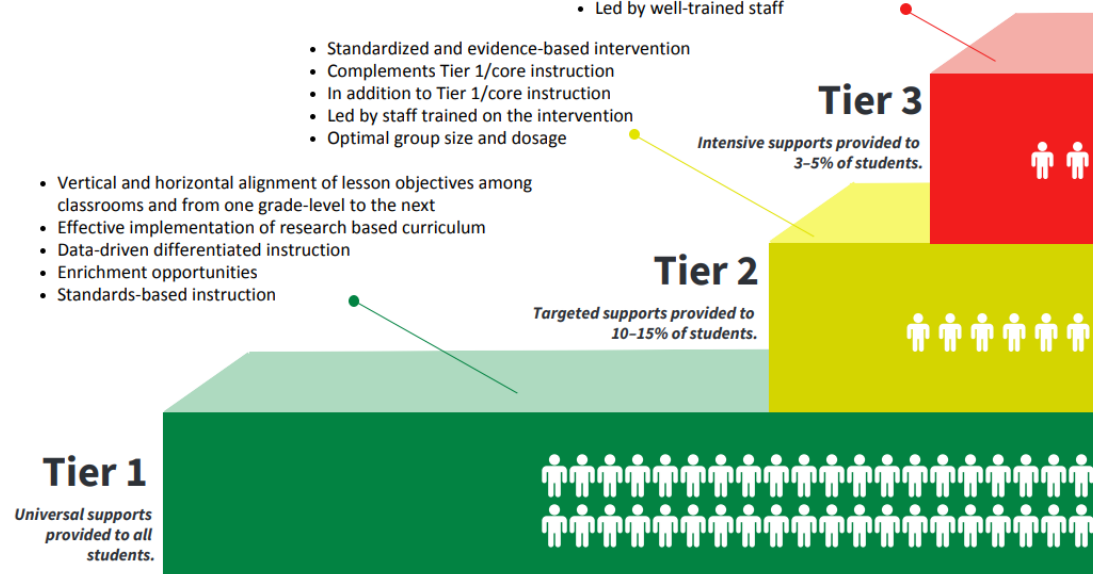 • Led by well-trained staff
• Standardized and evidence-based intervention
• Complements Tier 1/core instruction
• In addition to Tier 1/core instruction
• Led by staff trained on the intervention
• Optimal group size and dosage
Tier 3
Intensive supports provided to
3–5% of students.
• Vertical and horizontal alignment of lesson objectives among
classrooms and from one grade-level to the next
• Effective implementation of research based curriculum
• Data-driven differentiated instruction
• Enrichment opportunities
• Standards-based instruction
Tier 2
Targeted supports provided to
10–15% of students.
Tier 1
Universal supports
provided to all
students.